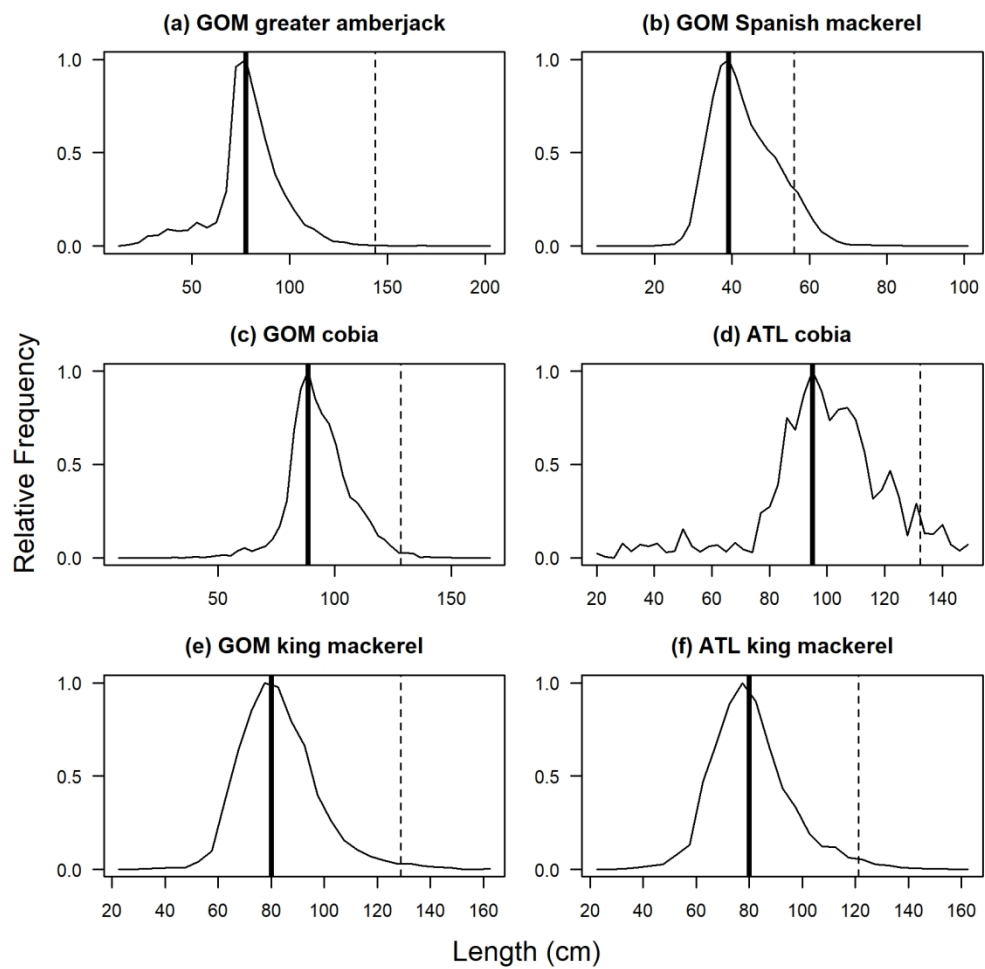 (a) GOM greater amberjack
1.0
0.5
0.0
50 100 150 200
(b) GOM Spanish mackerel
1.0
0.5
0.0
20 40 60 80 100
(c) GOM cobia
1.0
0.5
0.0
50 100 150
(d) ATL cobia
1.0
0.5
0.0
20 40 60 80 100 120 140
(e) GOM king mackerel
1.0
0.5
0.0
20 40 60 80 100 120 140 160
(f) ATL king mackerel
1.0
0.5
0.0
20 40 60 80 100 120 140 160
Relative Frequency
Length (cm)